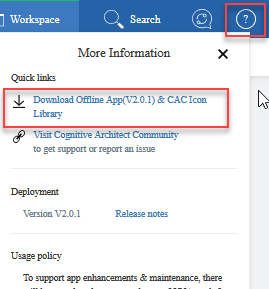 Workspace
Search
?
More Information
Quick links
Download Offline App(V2.0.1) & CAC Icon
Library
Visit Cognitive Architect Community
to get support or report an issue
Deployment
Version V2.0.1
Release notes
Usage policy
To support app enhancements & maintenance, there